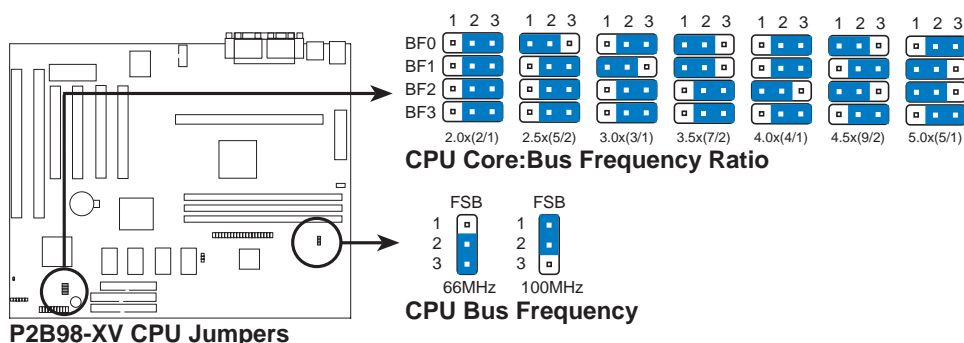 1 2 3 1 2 3 1 2 3 1 2 3 1 2 3 1 2 3 1 2 3
BF0
BF1
BF2
BF3
2.0x(2/1) 2.5x(5/2) 3.0x(3/1) 3.5x(7/2) 4.0x(4/1) 4.5x(9/2) 5.0x(5/1)
CPU Core:Bus Frequency Ratio
FSB FSB
1 1
2 2
3 3
66MHz 100MHz
CPU Bus Frequency
P2B98-XV CPU Jumpers